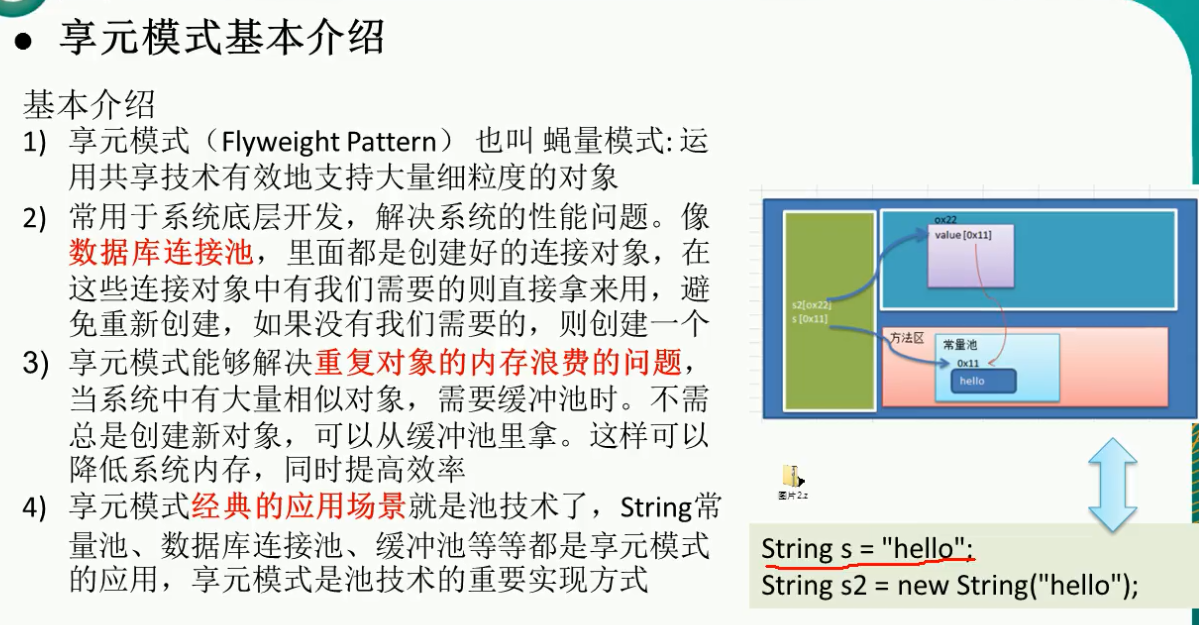 ● 享元模式基本介绍
基本介绍
1) 享元模式（Flyweight Pattern） 也叫 蝇量模式: 运
用共享技术有效地支持大量细粒度的对象
2) 常用于系统底层开发，解决系统的性能问题。像
数据库连接池，里面都是创建好的连接对象，在
这些连接对象中有我们需要的则直接拿来用，避
免重新创建，如果没有我们需要的，则创建一个
3) 享元模式能够解决重复对象的内存浪费的问题，
当系统中有大量相似对象，需要缓冲池时。不需
总是创建新对象，可以从缓冲池里拿。这样可以
降低系统内存，同时提高效率
4) 享元模式经典的应用场景就是池技术了，String常
量池、数据库连接池、缓冲池等等都是享元模式
的应用，享元模式是池技术的重要实现方式
ox22
value [0x11]
s2[ox22]
s [0x11]
方法区
常量池
0x11
hello
图片2.z
String s = "hello";
String s2 = new String("hello");